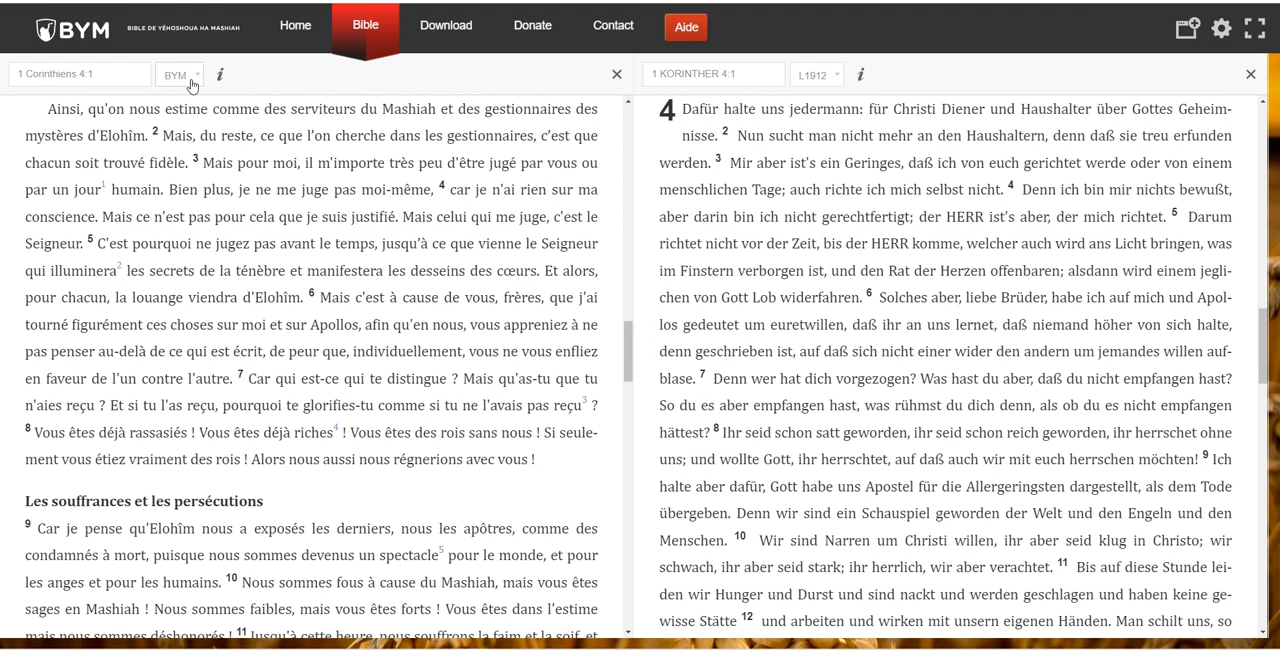 BYM BIBLE DE YÉHOSHOUA HA MASHIAH Home Bible Download Donate Contact Aide
1 Corinthiens 4:1 BYM i
Ainsi, qu'on nous estime comme des serviteurs du Mashiah et des gestionnaires des
mystères d'Elohîm. 2 Mais, du reste, ce que l’on cherche dans les gestionnaires, c’est que
chacun soit trouvé fidèle. 3 Mais pour moi, il m'importe très peu d'être jugé par vous ou
par un jour1 humain. Bien plus, je ne me juge pas moi-même, 4 car je n'ai rien sur ma
conscience. Mais ce n'est pas pour cela que je suis justifié. Mais celui qui me juge, c'est le
Seigneur. 5 C'est pourquoi ne jugez pas avant le temps, jusqu’à ce que vienne le Seigneur
qui illuminera2 les secrets de la ténèbre et manifestera les desseins des cœurs. Et alors,
pour chacun, la louange viendra d'Elohîm. 6 Mais c'est à cause de vous, frères, que j'ai
tourné figurément ces choses sur moi et sur Apollos, afin qu'en nous, vous appreniez à ne
pas penser au-delà de ce qui est écrit, de peur que, individuellement, vous ne vous enfliez
en faveur de l'un contre l'autre. 7 Car qui est-ce qui te distingue ? Mais qu'as-tu que tu
n'aies reçu ? Et si tu l'as reçu, pourquoi te glorifies-tu comme si tu ne l'avais pas reçu3 ?
8 Vous êtes déjà rassasiés ! Vous êtes déjà riches4 ! Vous êtes des rois sans nous ! Si seule-
ment vous étiez vraiment des rois ! Alors nous aussi nous régnerions avec vous !
Les souffrances et les persécutions
9 Car je pense qu'Elohîm nous a exposés les derniers, nous les apôtres, comme des
condamnés à mort, puisque nous sommes devenus un spectacle5 pour le monde, et pour
les anges et pour les humains. 10 Nous sommes fous à cause du Mashiah, mais vous êtes
sages en Mashiah ! Nous sommes faibles, mais vous êtes forts ! Vous êtes dans l'estime
mais nous sommes déshonorés ! 11 Jusqu'à cette heure, nous souffrons la faim et la soif, et
1 KORINTHER 4:1 L1912 i
4 Dafür halte uns jedermann: für Christi Diener und Haushalter über Gottes Geheim-
nisse. 2 Nun sucht man nicht mehr an den Haushaltern, denn daß sie treu erfunden
werden. 3 Mir aber ist's ein Geringes, daß ich von euch gerichtet werde oder von einem
menschlichen Tage; auch richte ich mich selbst nicht. 4 Denn ich bin mir nichts bewußt,
aber darin bin ich nicht gerechtfertigt; der HERR ist's aber, der mich richtet. 5 Darum
richtet nicht vor der Zeit, bis der HERR komme, welcher auch wird ans Licht bringen, was
im Finstern verborgen ist, und den Rat der Herzen offenbaren; alsdann wird einem jegli-
chen von Gott Lob widerfahren. 6 Solches aber, liebe Brüder, habe ich auf mich und Apol-
los gedeutet um euretwillen, daß ihr an uns lernet, daß niemand höher von sich halte,
denn geschrieben ist, auf daß sich nicht einer wider den andern um jemandes willen auf-
blase. 7 Denn wer hat dich vorgezogen? Was hast du aber, daß du nicht empfangen hast?
So du es aber empfangen hast, was rühmst du dich denn, als ob du es nicht empfangen
hättest? 8 Ihr seid schon satt geworden, ihr seid schon reich geworden, ihr herrschet ohne
uns; und wollte Gott, ihr herrschtet, auf daß auch wir mit euch herrschen möchten! 9 Ich
halte aber dafür, Gott habe uns Apostel für die Allergeringsten dargestellt, als dem Tode
übergeben. Denn wir sind ein Schauspiel geworden der Welt und den Engeln und den
Menschen. 10 Wir sind Narren um Christi willen, ihr aber seid klug in Christo; wir
schwach, ihr aber seid stark; ihr herrlich, wir aber verachtet. 11 Bis auf diese Stunde lei-
den wir Hunger und Durst und sind nackt und werden geschlagen und haben keine ge-
wisse Stätte 12 und arbeiten und wirken mit unsern eigenen Händen. Man schilt uns, so